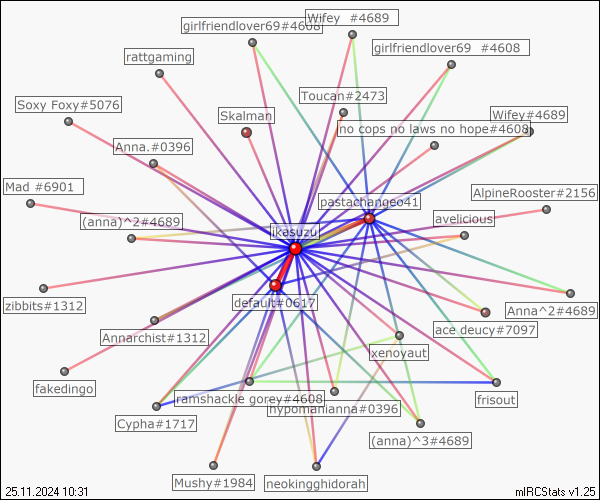 girlfriendlover69#4608
Wifey #4689
girlfriendlover69 #4608
rattgaming
Toucan#2473
Soxy Foxy#5076
Skalman
Wifey#4689
no cops no laws no hope#4608
Anna.#0396
Mad #6901
AlpineRooster#2156
pastachangeo41
(anna)^2#4689
avelicious
ikasuzu
zibbits#1312
default#0617
Anna^2#4689
Annarchist#1312
ace deucy#7097
xenoyaut
fakedingo
ramshackle gorey#4608
frisout
hypomanianna#0396
Cypha#1717
(anna)^3#4689
Mushy#1984
neokingghidorah
25.11.2024 10:31
mIRCStats v1.25